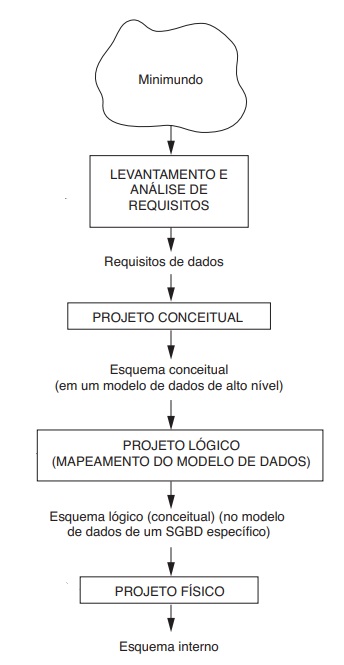 Minimundo
LEVANTAMENTO E
ANÁLISE DE
REQUISITOS
Requisitos de dados
PROJETO CONCEITUAL
Esquema conceitual
(em um modelo de dados de alto nível)
PROJETO LÓGICO
(MAPEAMENTO DO MODELO DE DADOS)
Esquema lógico (conceitual) (no modelo
de dados de um SGBD específico)
PROJETO FÍSICO
Esquema interno